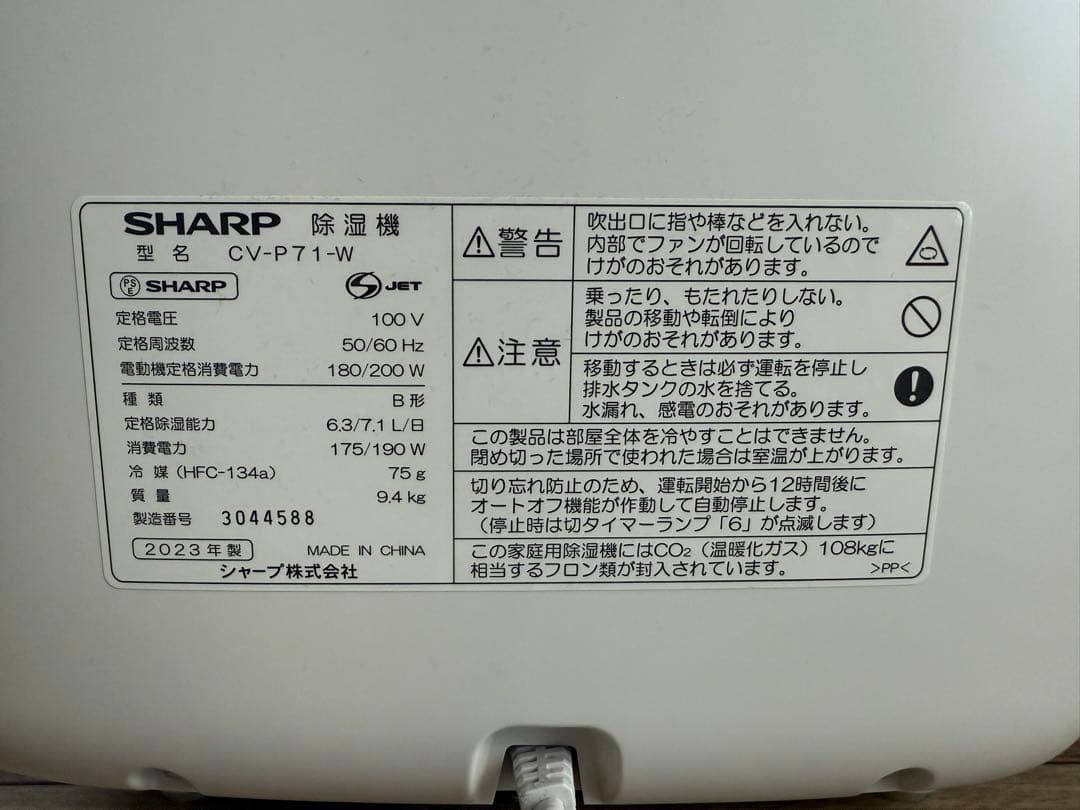 SHARP 除湿機
型名 CV-P71-W
PSE SHARP JET
定格電圧 100 V
定格周波数 50/60 Hz
電動機定格消費電力 180/200 W
種類 B形
定格除湿能力 6.3/7.1 L/日
消費電力 175/190 W
冷媒 (HFC-134a) 75 g
質量 9.4 kg
製造番号 3044588
2023年製 MADE IN CHINA
シャープ株式会社
⚠警告
吹出口に指や棒などを入れない。
内部でファンが回転しているので
けがのおそれがあります。
⚠注意
乗ったり、もたれたりしない。
製品の移動や転倒により
けがのおそれがあります。
移動するときは必ず運転を停止し
排水タンクの水を捨てる。
水漏れ、感電のおそれがあります。
この製品は部屋全体を冷やすことはできません。
閉め切った場所で使われた場合は室温が上がります。
切り忘れ防止のため、運転開始から12時間後に
オートオフ機能が作動して自動停止します。
(停止時は切タイマーランプ「6」が点滅します)
この家庭用除湿機にはCO₂(温暖化ガス)108kgに
相当するフロン類が封入されています。 >PP<